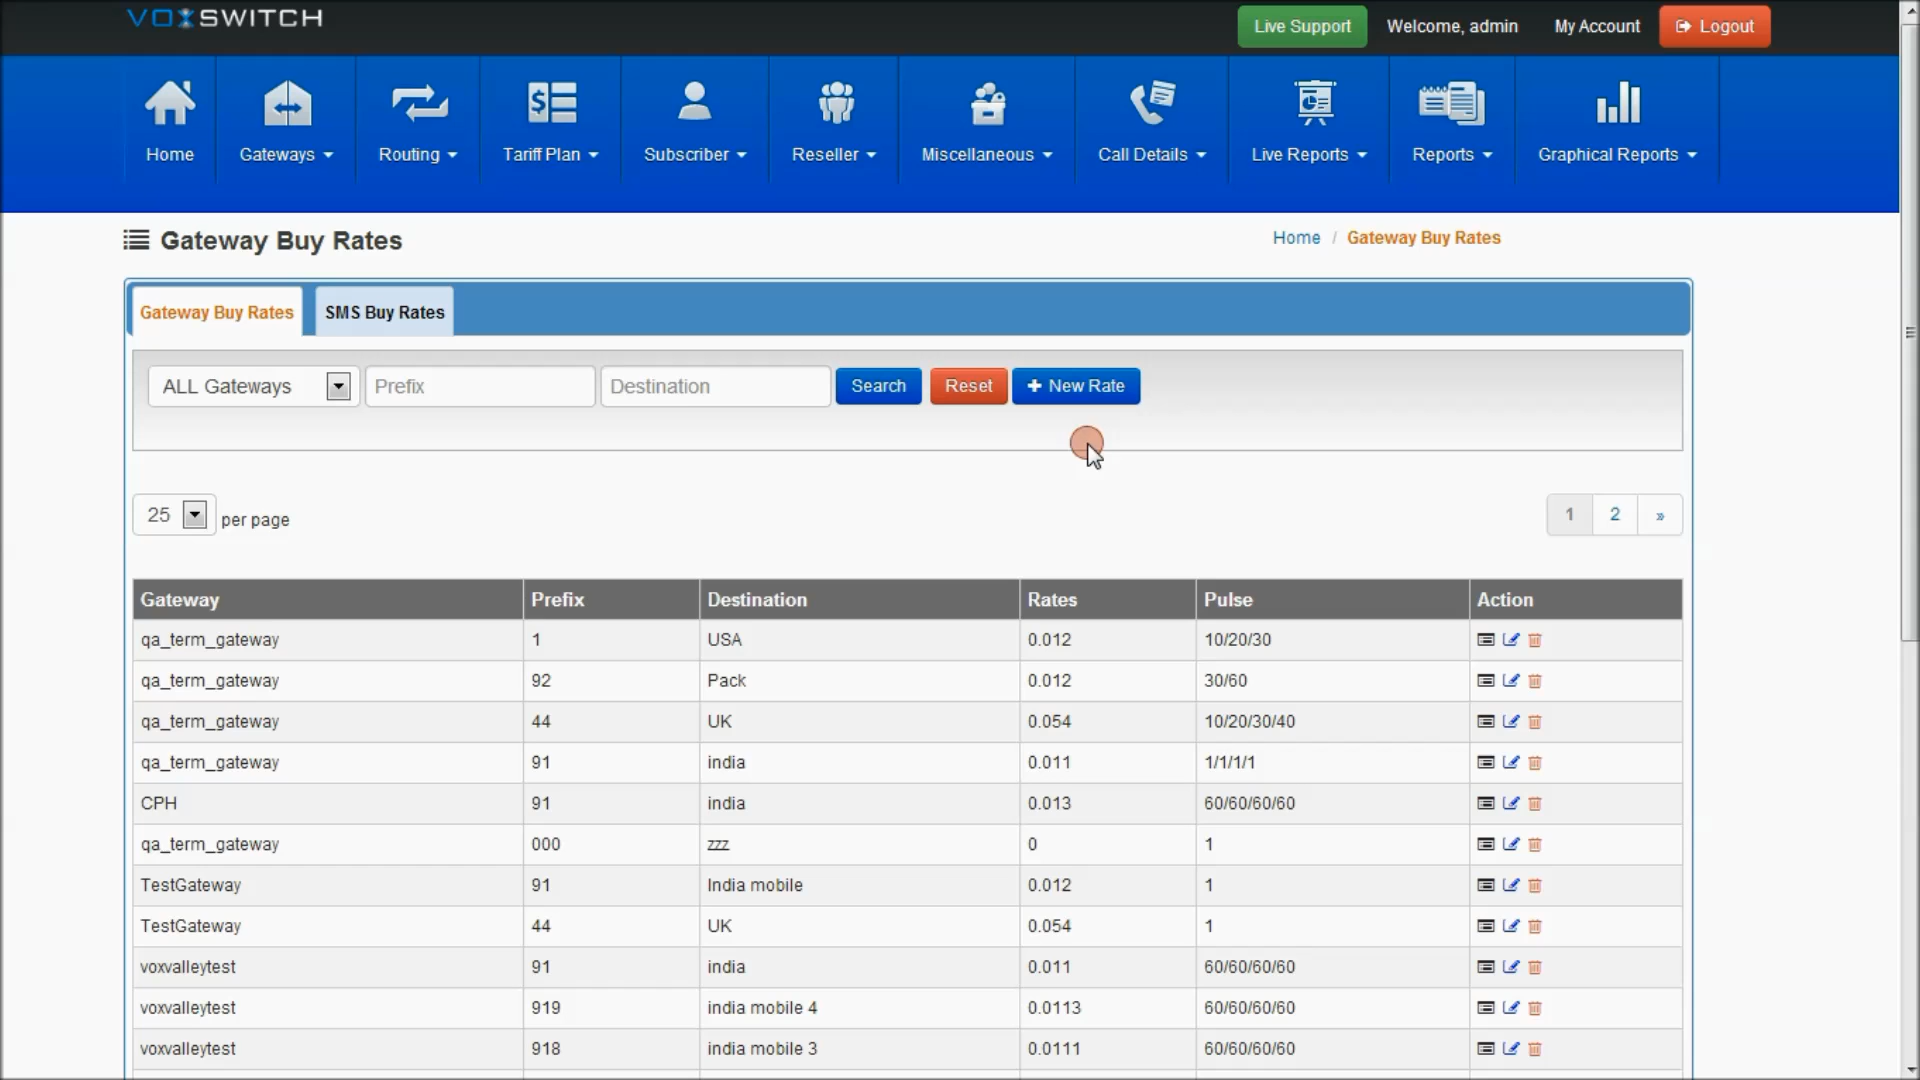 VOXSWITCH
Live Support Welcome, admin My Account Logout
Home Gateways Routing Tariff Plan Subscriber Reseller Miscellaneous Call Details Live Reports Reports Graphical Reports
Gateway Buy Rates
Home / Gateway Buy Rates
Gateway Buy Rates SMS Buy Rates
ALL Gateways Prefix Destination Search Reset + New Rate
25 per page
1 2 »
Gateway Prefix Destination Rates Pulse Action
qa_term_gateway 1 USA 0.012 10/20/30
qa_term_gateway 92 Pack 0.012 30/60
qa_term_gateway 44 UK 0.054 10/20/30/40
qa_term_gateway 91 india 0.011 1/1/1/1
CPH 91 india 0.013 60/60/60/60
qa_term_gateway 000 zzz 0 1
TestGateway 91 India mobile 0.012 1
TestGateway 44 UK 0.054 1
voxvalleytest 91 india 0.011 60/60/60/60
voxvalleytest 919 india mobile 4 0.0113 60/60/60/60
voxvalleytest 918 india mobile 3 0.0111 60/60/60/60